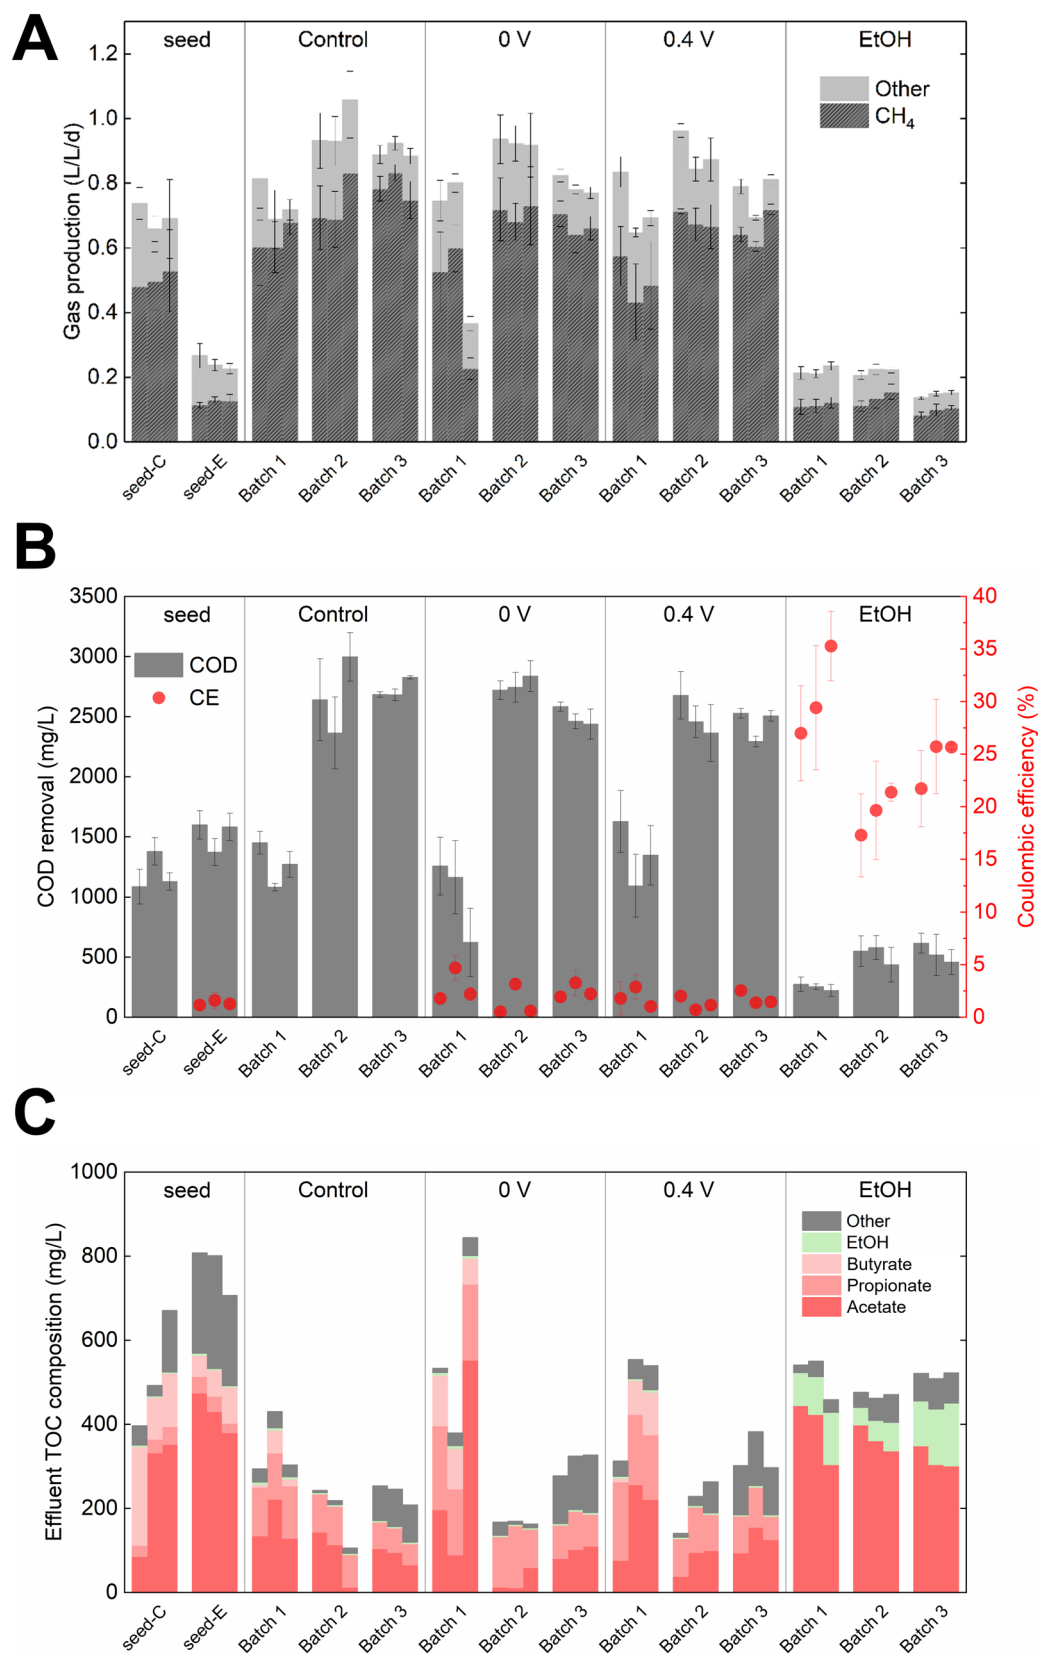 A
seed Control 0 V 0.4 V EtOH
Other
CH₄
Gas production (L/L/d)
1.2
1.0
0.8
0.6
0.4
0.2
0.0
seed-C seed-E Batch 1 Batch 2 Batch 3 Batch 1 Batch 2 Batch 3 Batch 1 Batch 2 Batch 3 Batch 1 Batch 2 Batch 3
B
seed Control 0 V 0.4 V EtOH
COD
CE
COD removal (mg/L)
3500
3000
2500
2000
1500
1000
500
0
Coulombic efficiency (%)
40
35
30
25
20
15
10
5
0
seed-C seed-E Batch 1 Batch 2 Batch 3 Batch 1 Batch 2 Batch 3 Batch 1 Batch 2 Batch 3 Batch 1 Batch 2 Batch 3
C
seed Control 0 V 0.4 V EtOH
Other
EtOH
Butyrate
Propionate
Acetate
Effluent TOC composition (mg/L)
1000
800
600
400
200
0
seed-C seed-E Batch 1 Batch 2 Batch 3 Batch 1 Batch 2 Batch 3 Batch 1 Batch 2 Batch 3 Batch 1 Batch 2 Batch 3